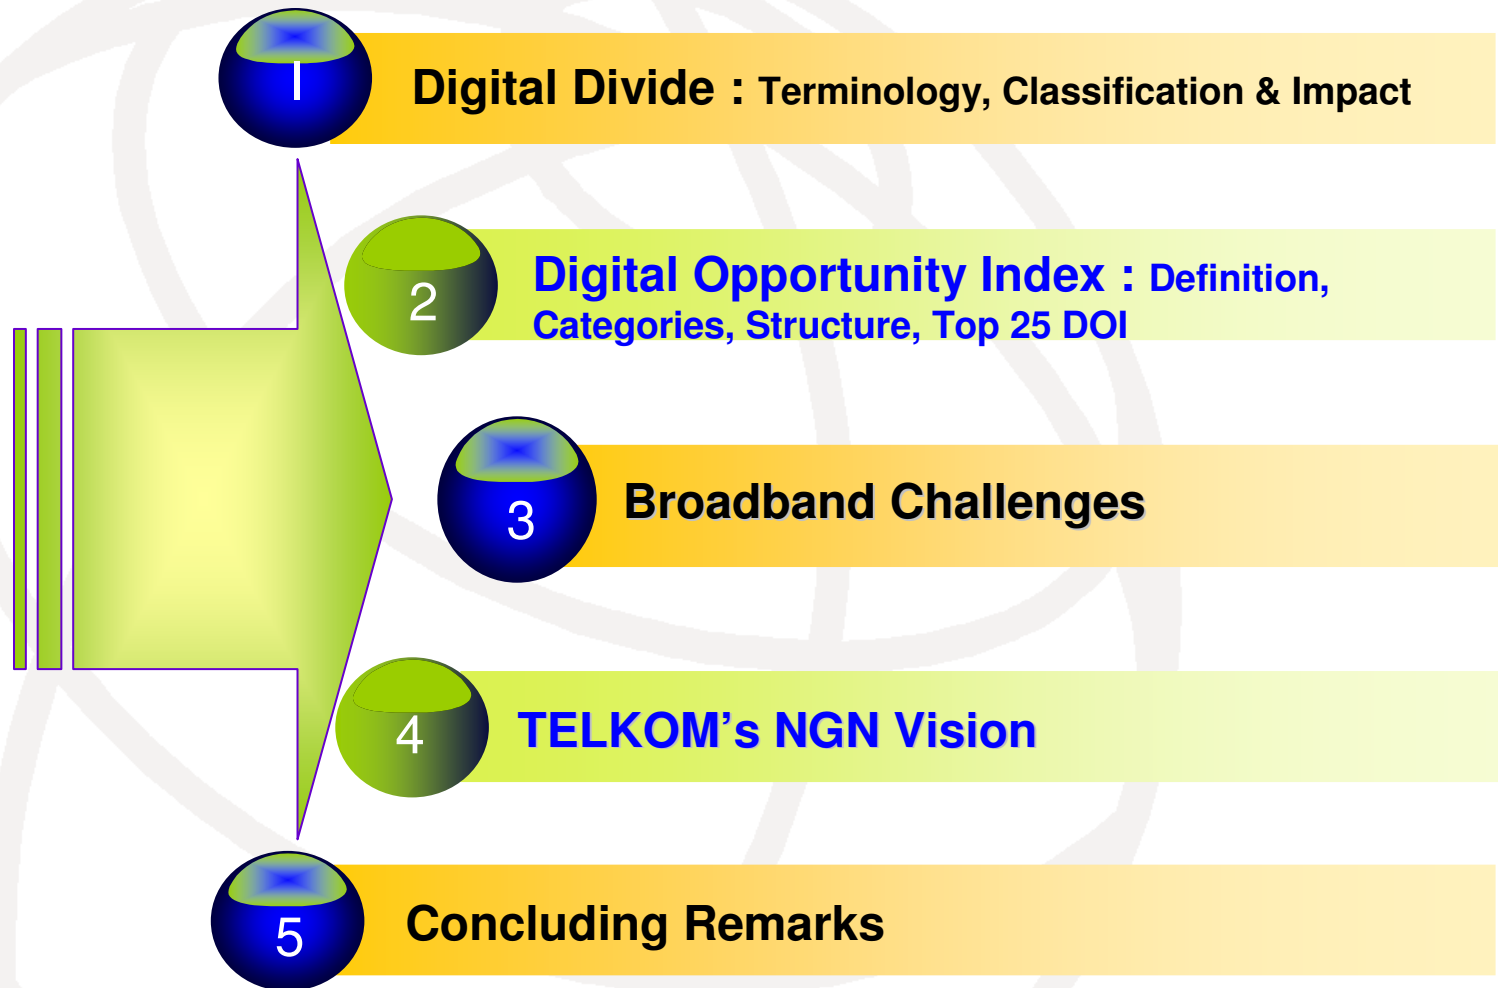 I
Digital Divide : Terminology, Classification & Impact
2
Digital Opportunity Index : Definition,
Categories, Structure, Top 25 DOI
3
Broadband Challenges
4
TELKOM’s NGN Vision
5
Concluding Remarks